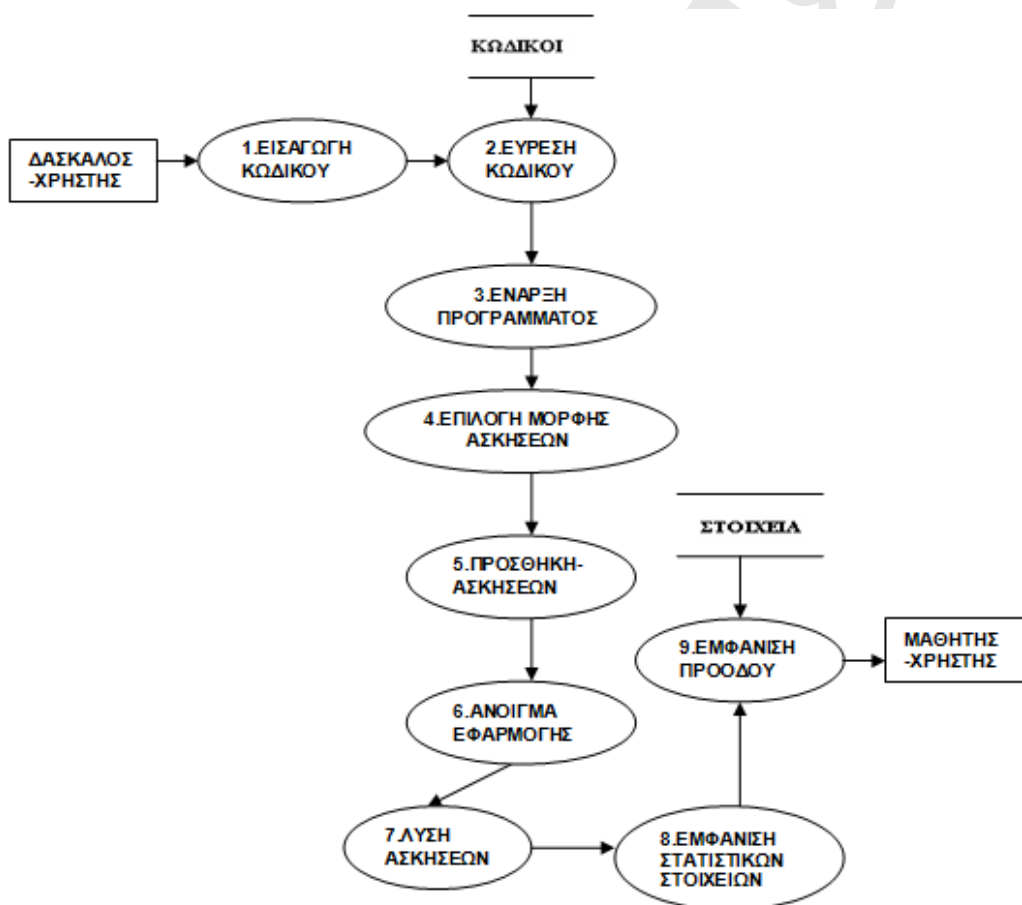 ΚΩΔΙΚΟΙ
ΔΑΣΚΑΛΟΣ
-ΧΡΗΣΤΗΣ
1.ΕΙΣΑΓΩΓΗ
ΚΩΔΙΚΟΥ
2.ΕΥΡΕΣΗ
ΚΩΔΙΚΟΥ
3.ΕΝΑΡΞΗ
ΠΡΟΓΡΑΜΜΑΤΟΣ
4.ΕΠΙΛΟΓΗ ΜΟΡΦΗΣ
ΑΣΚΗΣΕΩΝ
5.ΠΡΟΣΘΗΚΗ-
ΑΣΚΗΣΕΩΝ
6.ΑΝΟΙΓΜΑ
ΕΦΑΡΜΟΓΗΣ
7.ΛΥΣΗ
ΑΣΚΗΣΕΩΝ
8.ΕΜΦΑΝΙΣΗ
ΣΤΑΤΙΣΤΙΚΩΝ
ΣΤΟΙΧΕΙΩΝ
ΣΤΟΙΧΕΙΑ
9.ΕΜΦΑΝΙΣΗ
ΠΡΟΟΔΟΥ
ΜΑΘΗΤΗΣ
-ΧΡΗΣΤΗΣ